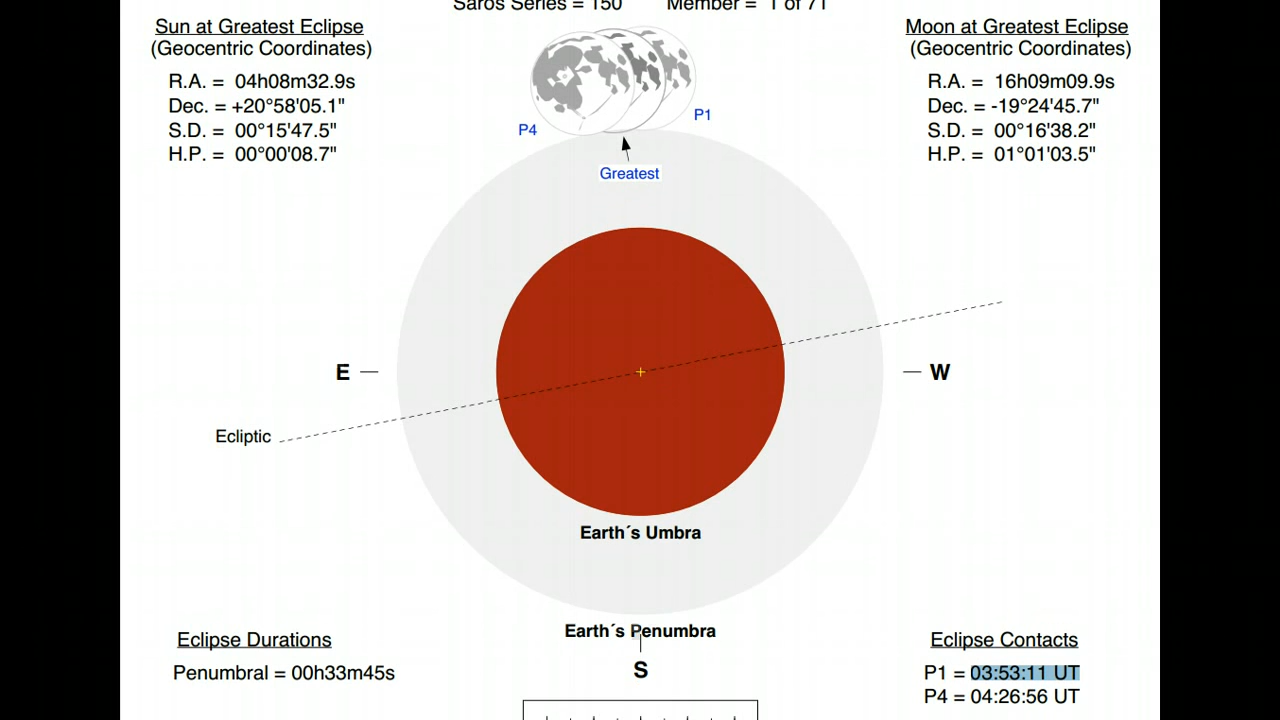 Saros Series = 150 Member = 1 of 71
Sun at Greatest Eclipse
(Geocentric Coordinates)
R.A. = 04h08m32.9s
Dec. = +20°58'05.1"
S.D. = 00°15'47.5"
H.P. = 00°00'08.7"
Moon at Greatest Eclipse
(Geocentric Coordinates)
R.A. = 16h09m09.9s
Dec. = -19°24'45.7"
S.D. = 00°16'38.2"
H.P. = 01°01'03.5"
P1
P4
Greatest
E
W
Ecliptic
Earth´s Umbra
Earth´s Penumbra
S
Eclipse Durations
Penumbral = 00h33m45s
Eclipse Contacts
P1 = 03:53:11 UT
P4 = 04:26:56 UT